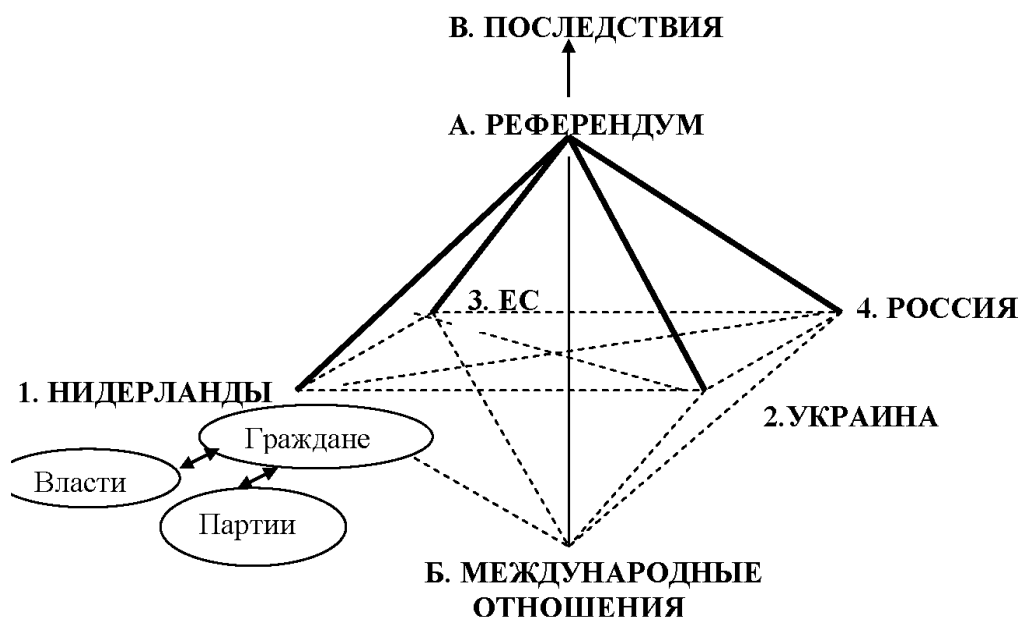 В. ПОСЛЕДСТВИЯ
А. РЕФЕРЕНДУМ
3. ЕС
4. РОССИЯ
1. НИДЕРЛАНДЫ
2.УКРАИНА
Граждане
Власти
Партии
Б. МЕЖДУНАРОДНЫЕ
ОТНОШЕНИЯ